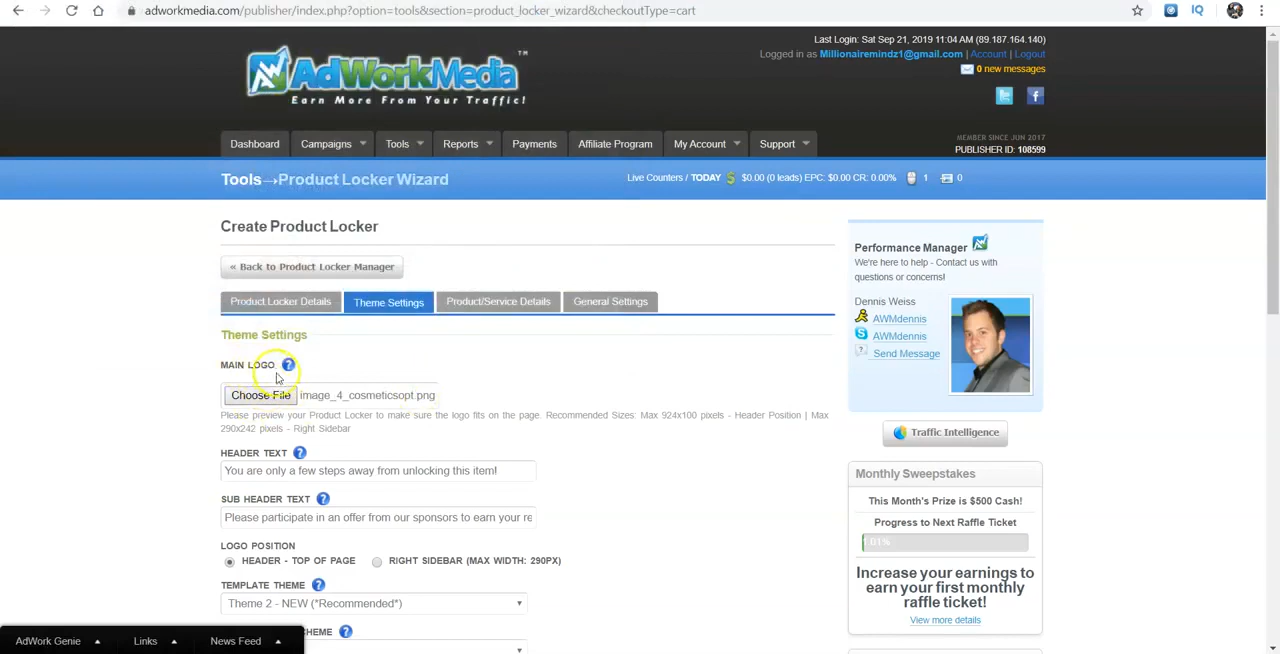 adworkmedia.com/publisher/index.php?option=tools&section=product_locker_wizard&checkoutType=cart
IQ
Last Login: Sat Sep 21, 2019 11:04 AM (89.187.164.140)
Logged in as Millionairemindz1@gmail.com | Account | Logout
0 new messages
AdWorkMedia ™
Earn More From Your Traffic!
Dashboard
Campaigns
Tools
Reports
Payments
Affiliate Program
My Account
Support
MEMBER SINCE JUN 2017
PUBLISHER ID: 108599
Tools→Product Locker Wizard
Live Counters / TODAY $ $0.00 (0 leads) EPC: $0.00 CR: 0.00% 1 0
Create Product Locker
« Back to Product Locker Manager
Product Locker Details
Theme Settings
Product/Service Details
General Settings
Theme Settings
MAIN LOGO ?
Choose File image_4_cosmeticsopt.png
Please preview your Product Locker to make sure the logo fits on the page. Recommended Sizes: Max 924x100 pixels - Header Position | Max
290x242 pixels - Right Sidebar
HEADER TEXT ?
You are only a few steps away from unlocking this item!
SUB HEADER TEXT ?
Please participate in an offer from our sponsors to earn your re
LOGO POSITION
HEADER - TOP OF PAGE RIGHT SIDEBAR (MAX WIDTH: 290PX)
TEMPLATE THEME ?
Theme 2 - NEW (*Recommended*)
HEME ?
Performance Manager
We're here to help - Contact us with
questions or concerns!
Dennis Weiss
AWMdennis
AWMdennis
Send Message
Traffic Intelligence
Monthly Sweepstakes
This Month's Prize is $500 Cash!
Progress to Next Raffle Ticket
01%
Increase your earnings to
earn your first monthly
raffle ticket!
View more details
AdWork Genie
Links
News Feed